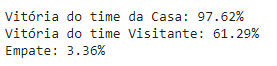 Vitória do time da Casa: 97.62%
Vitória do time Visitante: 61.29%
Empate: 3.36%